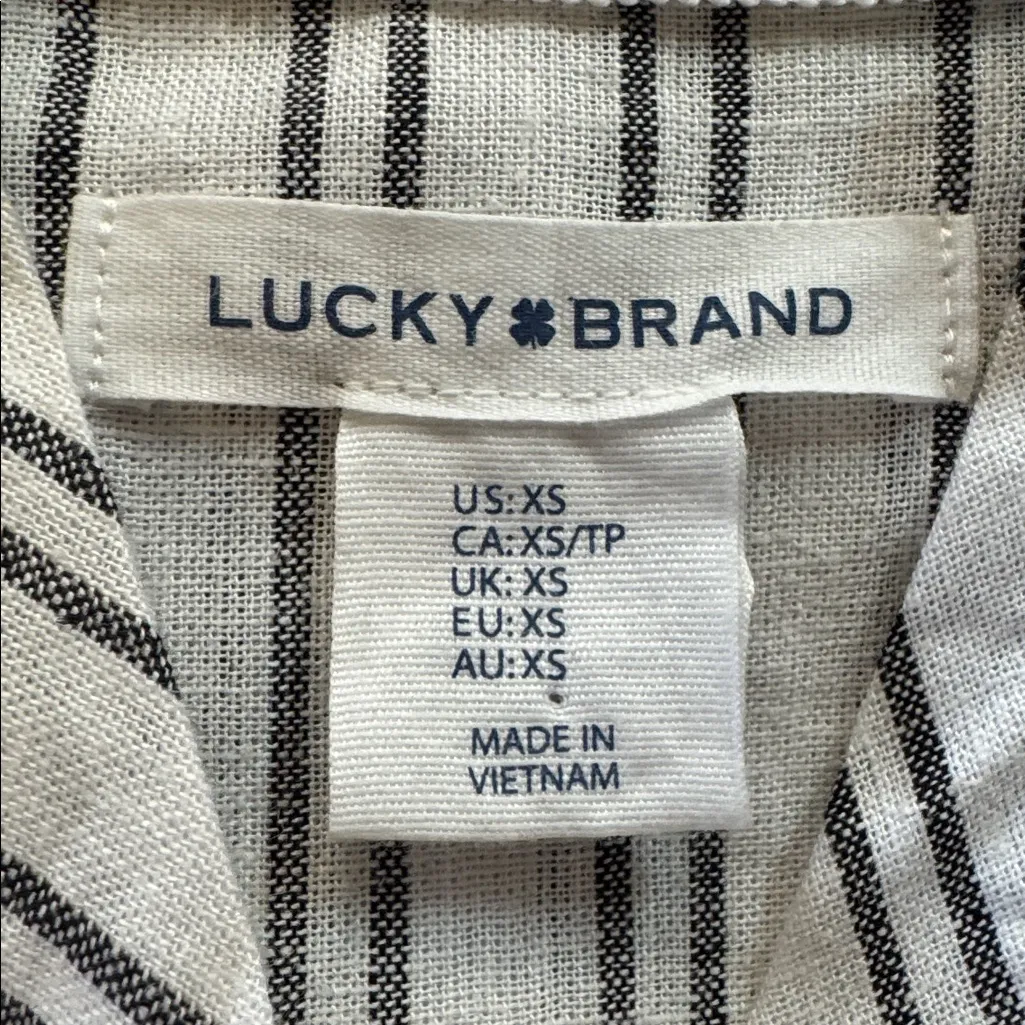 LUCKY BRAND
US: XS
CA: XS/TP
UK: XS
EU: XS
AU: XS
MADE IN
VIETNAM